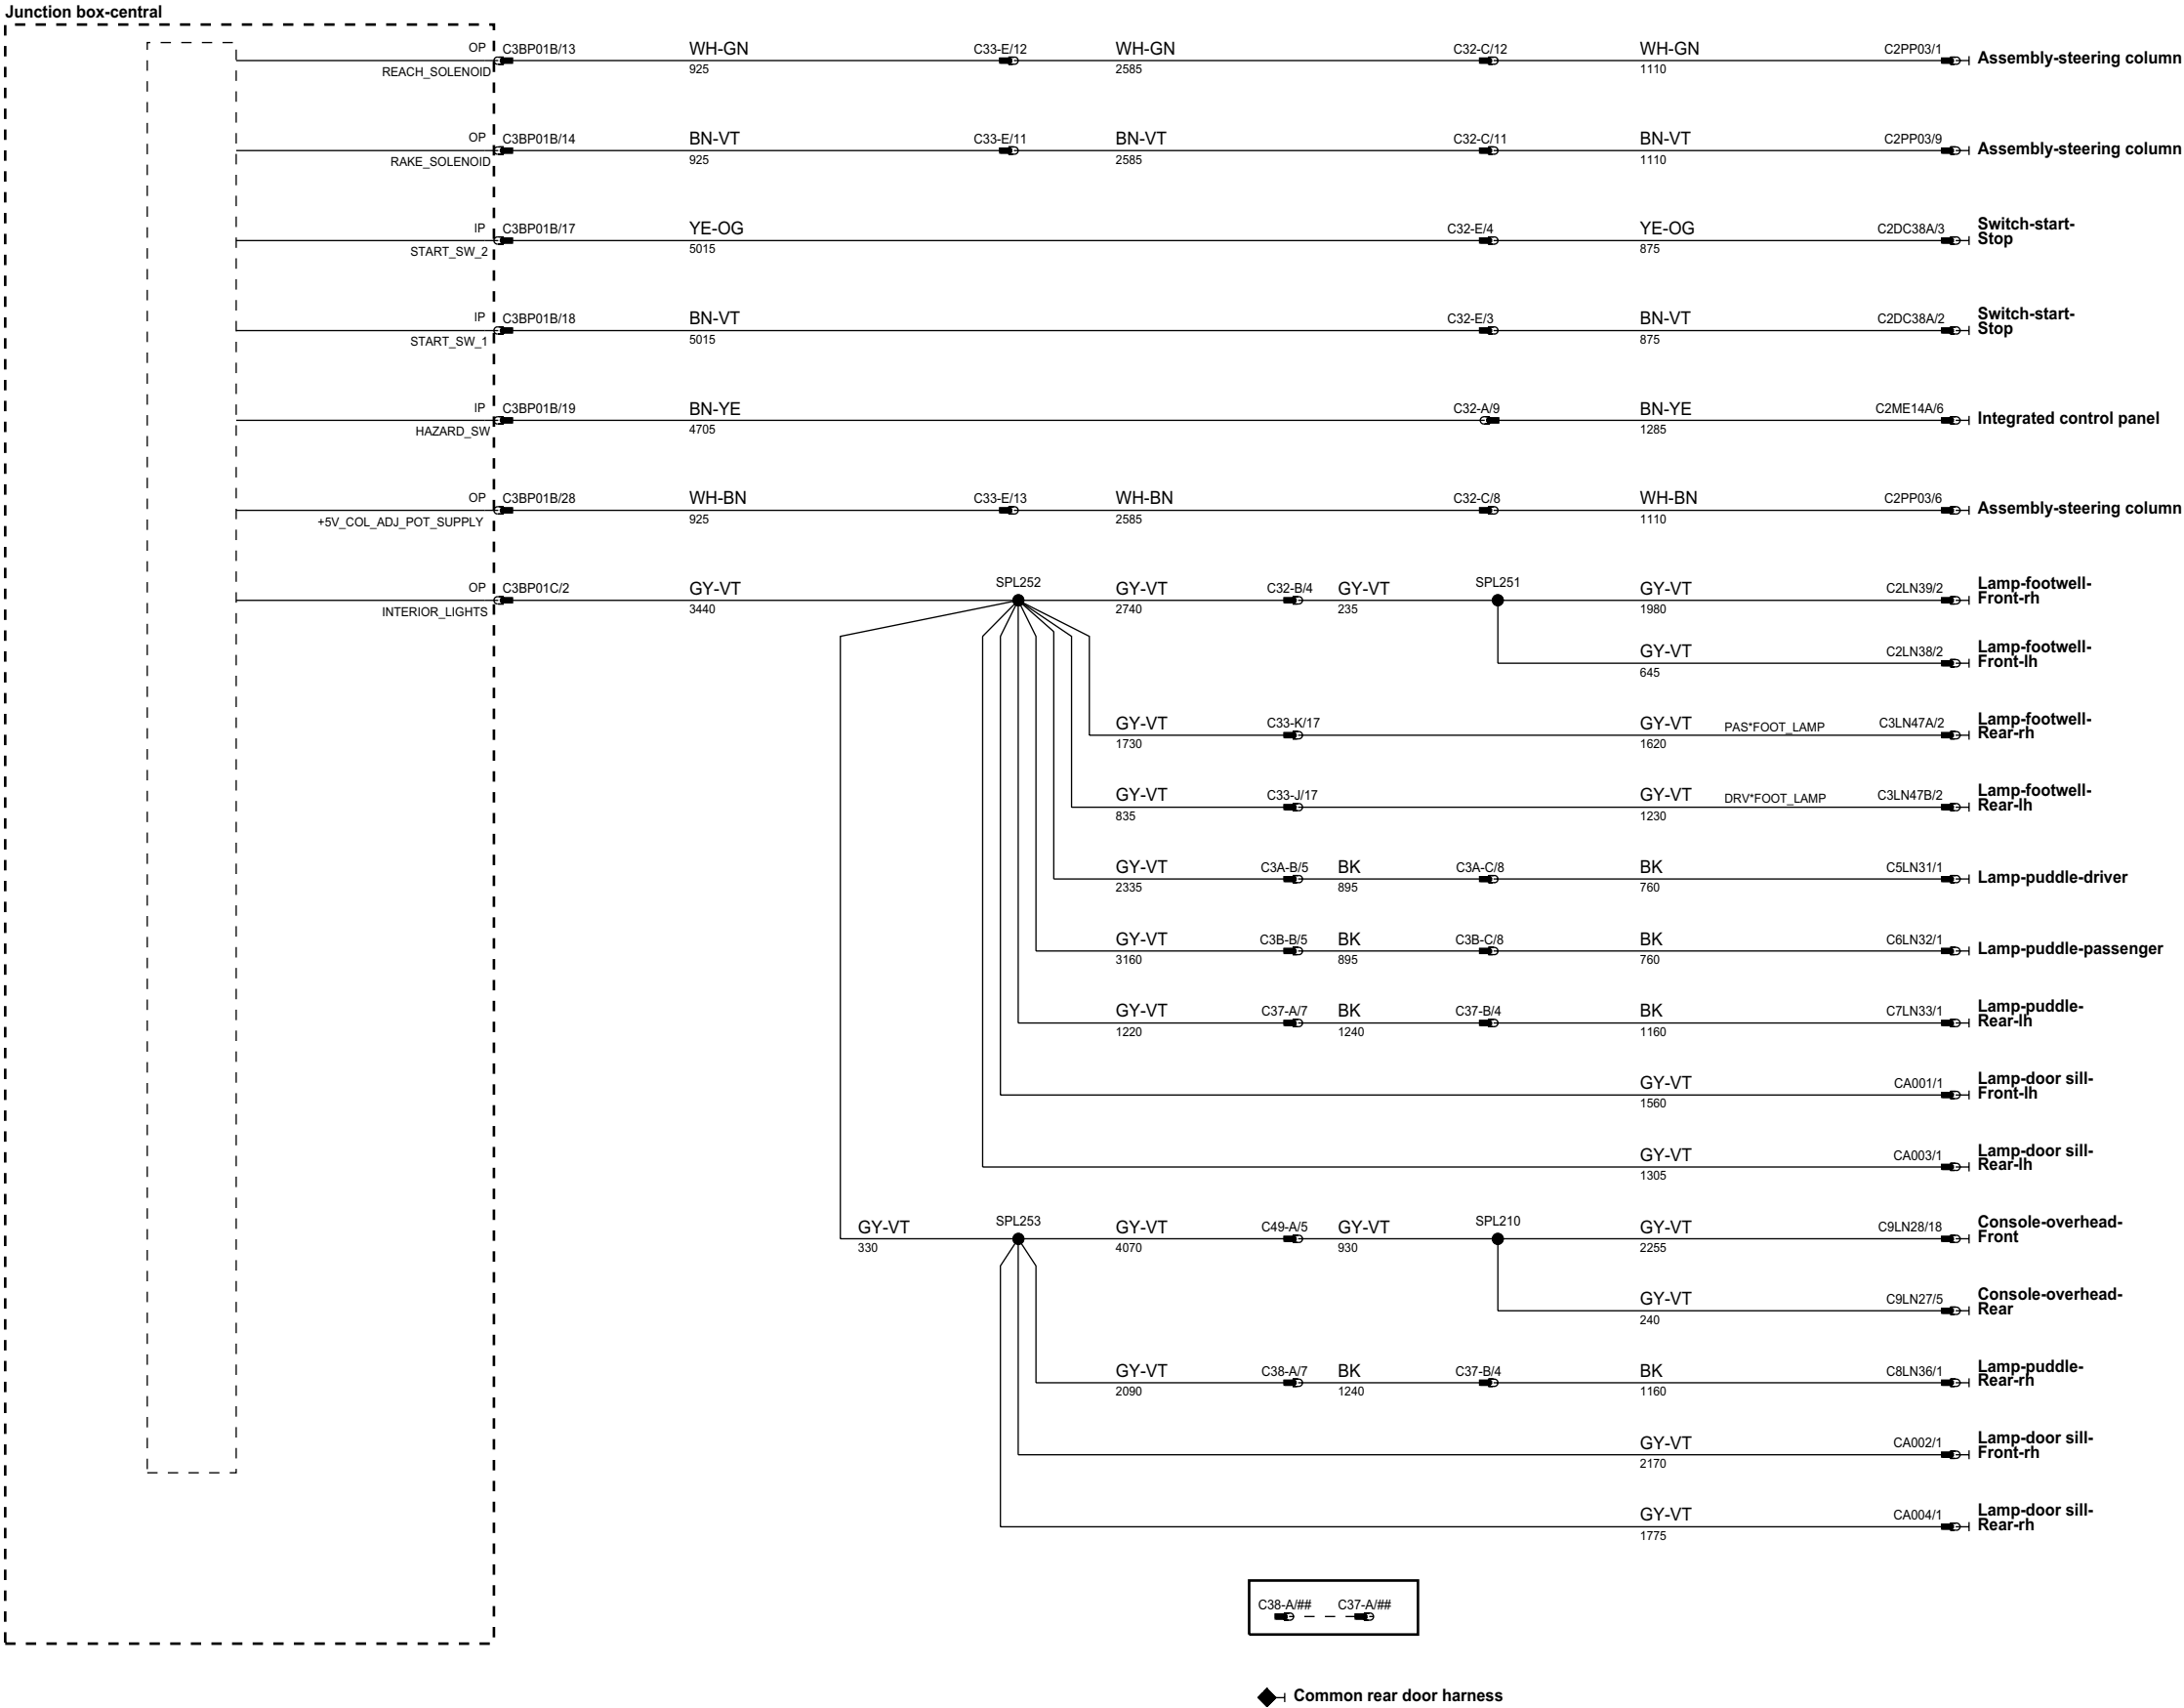 Junction box-central
OP C3BP01B/13 WH-GN C33-E/12 WH-GN C32-C/12 WH-GN C2PP03/1 Assembly-steering column
REACH_SOLENOID 925 2585 1110
OP C3BP01B/14 BN-VT C33-E/11 BN-VT C32-C/11 BN-VT C2PP03/9 Assembly-steering column
RAKE_SOLENOID 925 2585 1110
IP C3BP01B/17 YE-OG C32-E/4 YE-OG C2DC38A/3 Switch-start-
Stop
START_SW_2 5015 875
IP C3BP01B/18 BN-VT C32-E/3 BN-VT C2DC38A/2 Switch-start-
Stop
START_SW_1 5015 875
IP C3BP01B/19 BN-YE C32-A/9 BN-YE C2ME14A/6 Integrated control panel
HAZARD_SW 4705 1285
OP C3BP01B/28 WH-BN C33-E/13 WH-BN C32-C/8 WH-BN C2PP03/6 Assembly-steering column
+5V_COL_ADJ_POT_SUPPLY 925 2585 1110
OP C3BP01C/2 GY-VT SPL252 GY-VT C32-B/4 GY-VT SPL251 GY-VT C2LN39/2 Lamp-footwell-
Front-rh
INTERIOR_LIGHTS 3440 2740 235 1980
GY-VT C2LN38/2 Lamp-footwell-
Front-lh
645
GY-VT C33-K/17 GY-VT PAS*FOOT_LAMP C3LN47A/2 Lamp-footwell-
Rear-rh
1730 1620
GY-VT C33-J/17 GY-VT DRV*FOOT_LAMP C3LN47B/2 Lamp-footwell-
Rear-lh
835 1230
GY-VT C3A-B/5 BK C3A-C/8 BK C5LN31/1 Lamp-puddle-driver
2335 895 760
GY-VT C3B-B/5 BK C3B-C/8 BK C6LN32/1 Lamp-puddle-passenger
3160 895 760
GY-VT C37-A/7 BK C37-B/4 BK C7LN33/1 Lamp-puddle-
Rear-lh
1220 1240 1160
GY-VT CA001/1 Lamp-door sill-
Front-lh
1560
GY-VT CA003/1 Lamp-door sill-
Rear-lh
1305
GY-VT SPL253 GY-VT C49-A/5 GY-VT SPL210 GY-VT C9LN28/18 Console-overhead-
Front
330 4070 930 2255
GY-VT C9LN27/5 Console-overhead-
Rear
240
GY-VT C38-A/7 BK C37-B/4 BK C8LN36/1 Lamp-puddle-
Rear-rh
2090 1240 1160
GY-VT CA002/1 Lamp-door sill-
Front-rh
2170
GY-VT CA004/1 Lamp-door sill-
Rear-rh
1775
C38-A/## C37-A/##
Common rear door harness